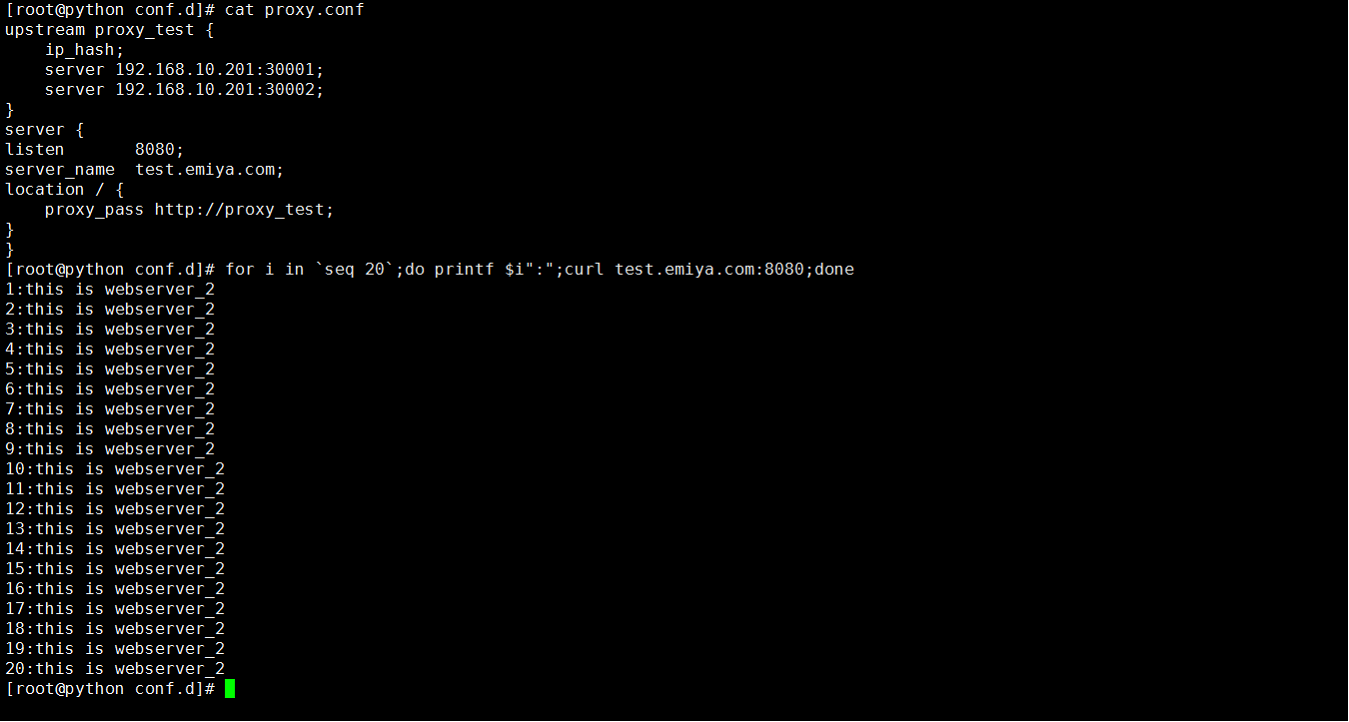 [root@python conf.d]# cat proxy.conf
upstream proxy_test {
    ip_hash;
    server 192.168.10.201:30001;
    server 192.168.10.201:30002;
}
server {
listen       8080;
server_name  test.emiya.com;
location / {
    proxy_pass http://proxy_test;
}
}
[root@python conf.d]# for i in `seq 20`;do printf $i":";curl test.emiya.com:8080;done
1:this is webserver_2
2:this is webserver_2
3:this is webserver_2
4:this is webserver_2
5:this is webserver_2
6:this is webserver_2
7:this is webserver_2
8:this is webserver_2
9:this is webserver_2
10:this is webserver_2
11:this is webserver_2
12:this is webserver_2
13:this is webserver_2
14:this is webserver_2
15:this is webserver_2
16:this is webserver_2
17:this is webserver_2
18:this is webserver_2
19:this is webserver_2
20:this is webserver_2
[root@python conf.d]#